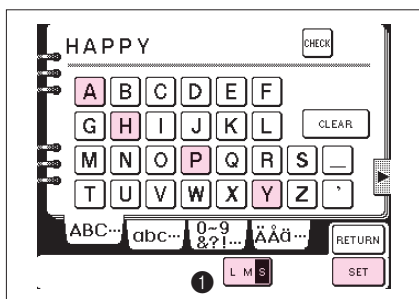 HAPPY CHECK
A B C D E F
G H I J K L CLEAR
M N O P Q R S _
T U V W X Y Z '
ABC... abc... 0~9 &?!... ÄÅä... RETURN
1 L M S SET